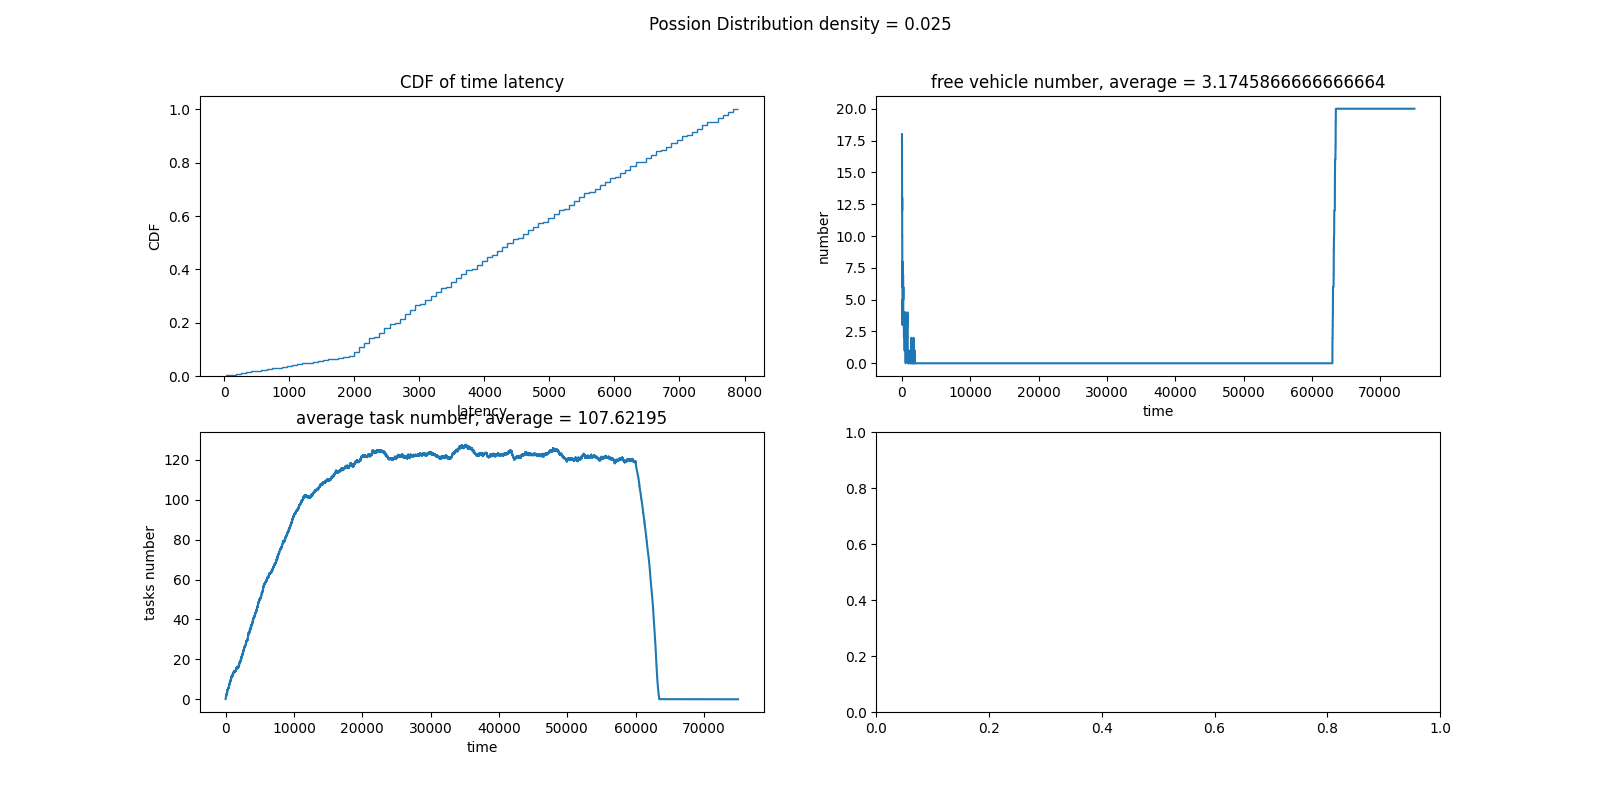 Possion Distribution density = 0.025
CDF of time latency
1.0
0.8
0.6
0.4
0.2
0.0
CDF
0 1000 2000 3000 4000 5000 6000 7000 8000
latency
free vehicle number, average = 3.1745866666666664
20.0
17.5
15.0
12.5
10.0
7.5
5.0
2.5
0.0
number
0 10000 20000 30000 40000 50000 60000 70000
time
average task number, average = 107.62195
120
100
80
60
40
20
0
tasks number
0 10000 20000 30000 40000 50000 60000 70000
time
1.0
0.8
0.6
0.4
0.2
0.0
0.0 0.2 0.4 0.6 0.8 1.0